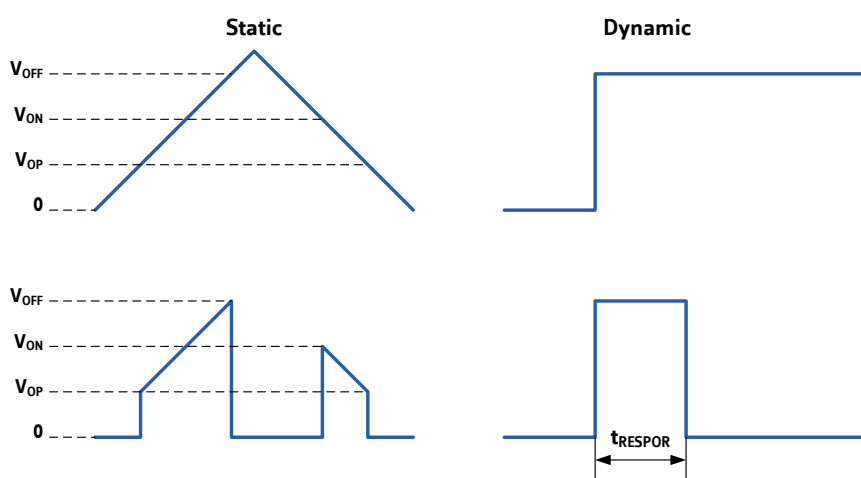 Static
Dynamic
VOFF
VON
VOP
0
VOFF
VON
VOP
0
tRESPOR